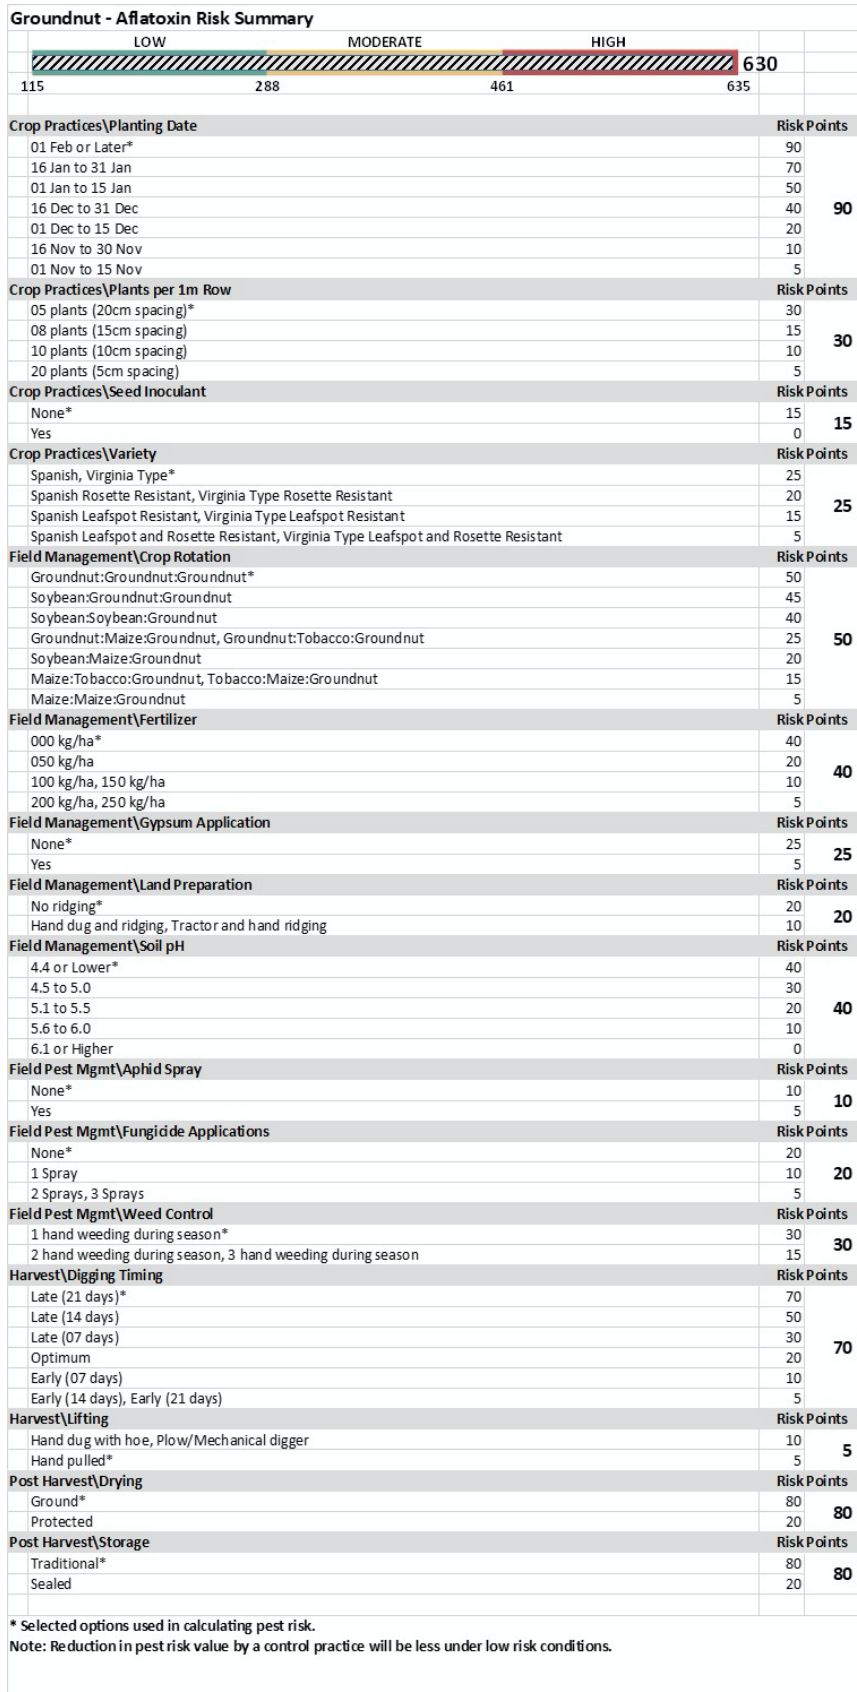 Groundnut - Aflatoxin Risk Summary
LOW MODERATE HIGH
630
115 288 461 635
Crop Practices\Planting Date Risk Points
01 Feb or Later* 90
16 Jan to 31 Jan 70
01 Jan to 15 Jan 50
16 Dec to 31 Dec 40 90
01 Dec to 15 Dec 20
16 Nov to 30 Nov 10
01 Nov to 15 Nov 5
Crop Practices\Plants per 1m Row Risk Points
05 plants (20cm spacing)* 30
08 plants (15cm spacing) 15
30
10 plants (10cm spacing) 10
20 plants (5cm spacing) 5
Crop Practices\Seed Inoculant Risk Points
None* 15
15
Yes 0
Crop Practices\Variety Risk Points
Spanish, Virginia Type* 25
Spanish Rosette Resistant, Virginia Type Rosette Resistant 20
25
Spanish Leafspot Resistant, Virginia Type Leafspot Resistant 15
Spanish Leafspot and Rosette Resistant, Virginia Type Leafspot and Rosette Resistant 5
Field Management\Crop Rotation Risk Points
Groundnut:Groundnut:Groundnut* 50
Soybean:Groundnut:Groundnut 45
Soybean:Soybean:Groundnut 40
Groundnut:Maize:Groundnut, Groundnut:Tobacco:Groundnut 25 50
Soybean:Maize:Groundnut 20
Maize:Tobacco:Groundnut, Tobacco:Maize:Groundnut 15
Maize:Maize:Groundnut 5
Field Management\Fertilizer Risk Points
000 kg/ha* 40
050 kg/ha 20
40
100 kg/ha, 150 kg/ha 10
200 kg/ha, 250 kg/ha 5
Field Management\Gypsum Application Risk Points
None* 25
25
Yes 5
Field Management\Land Preparation Risk Points
No ridging* 20
20
Hand dug and ridging, Tractor and hand ridging 10
Field Management\Soil pH Risk Points
4.4 or Lower* 40
4.5 to 5.0 30
5.1 to 5.5 20 40
5.6 to 6.0 10
6.1 or Higher 0
Field Pest Mgmt\Aphid Spray Risk Points
None* 10
10
Yes 5
Field Pest Mgmt\Fungicide Applications Risk Points
None* 20
1 Spray 10 20
2 Sprays, 3 Sprays 5
Field Pest Mgmt\Weed Control Risk Points
1 hand weeding during season* 30
30
2 hand weeding during season, 3 hand weeding during season 15
Harvest\Digging Timing Risk Points
Late (21 days)* 70
Late (14 days) 50
Late (07 days) 30
70
Optimum 20
Early (07 days) 10
Early (14 days), Early (21 days) 5
Harvest\Lifting Risk Points
Hand dug with hoe, Plow/Mechanical digger 10
5
Hand pulled* 5
Post Harvest\Drying Risk Points
Ground* 80
80
Protected 20
Post Harvest\Storage Risk Points
Traditional* 80
80
Sealed 20
* Selected options used in calculating pest risk.
Note: Reduction in pest risk value by a control practice will be less under low risk conditions.